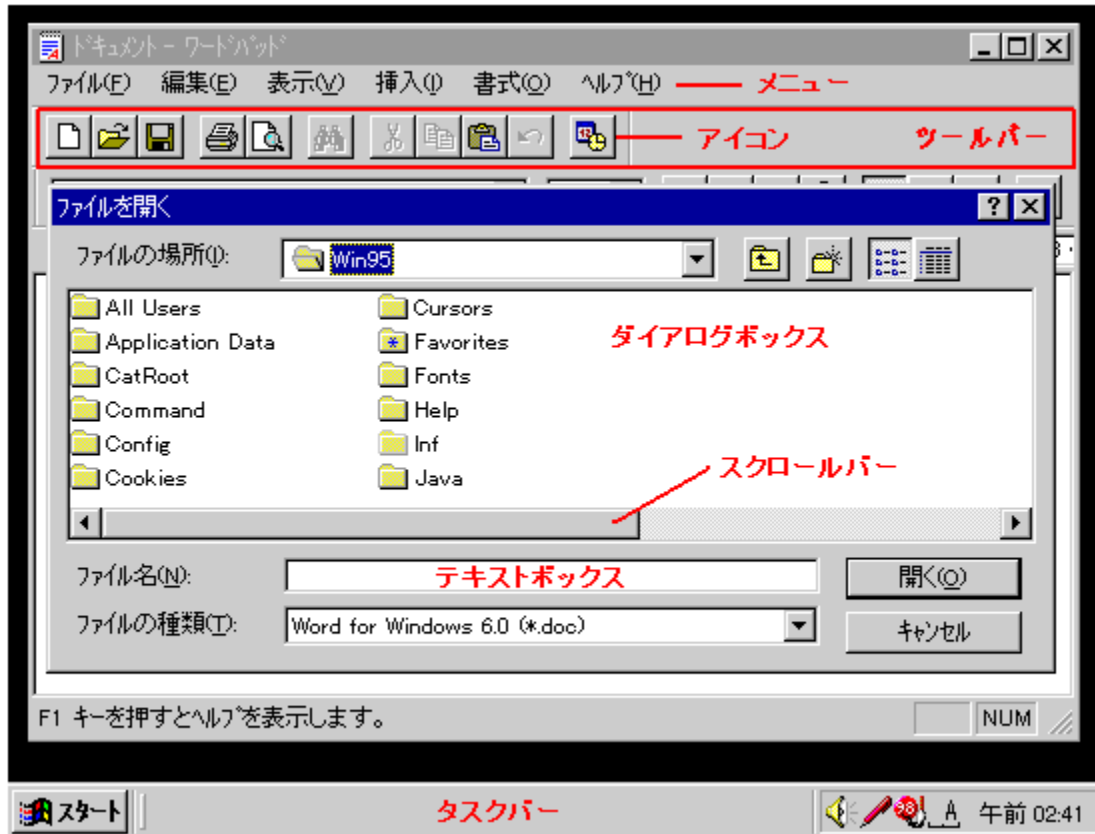 ドキュメント - ワードパッド
ファイル(F) 編集(E) 表示(V) 挿入(I) 書式(O) ヘルプ(H) メニュー
アイコン ツールバー
ファイルを開く
ファイルの場所(I): Win95
All Users Cursors
Application Data Favorites ダイアログボックス
CatRoot Fonts
Command Help
Config Inf
Cookies Java スクロールバー
ファイル名(N): テキストボックス 開く(O)
ファイルの種類(T): Word for Windows 6.0 (*.doc) キャンセル
F1 キーを押すとヘルプを表示します。 NUM
スタート タスクバー 98 A 午前 02:41